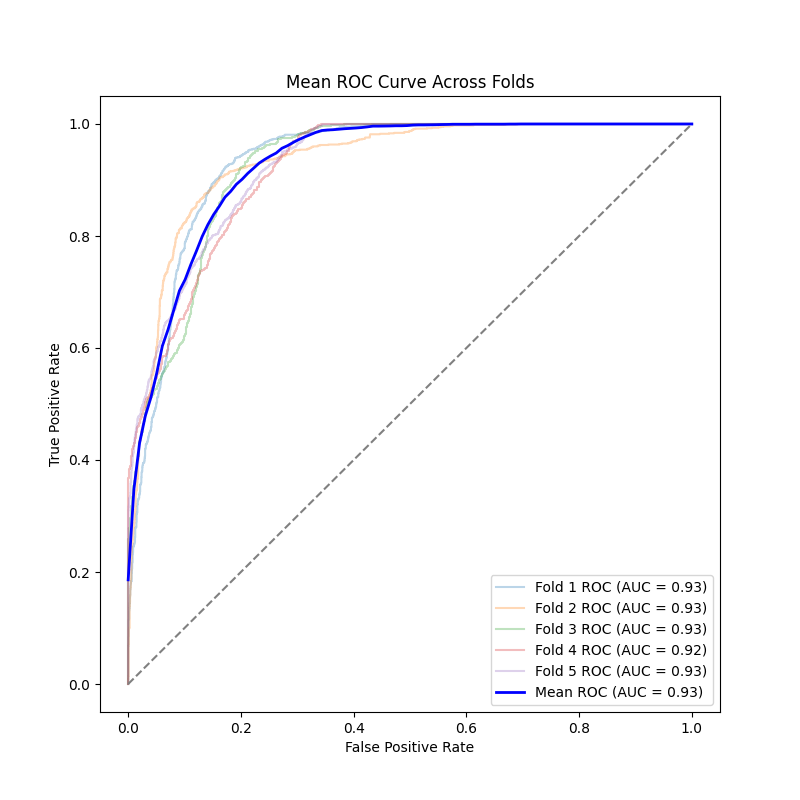 Mean ROC Curve Across Folds
True Positive Rate
1.0
0.8
0.6
0.4
0.2
0.0
Fold 1 ROC (AUC = 0.93)
Fold 2 ROC (AUC = 0.93)
Fold 3 ROC (AUC = 0.93)
Fold 4 ROC (AUC = 0.92)
Fold 5 ROC (AUC = 0.93)
Mean ROC (AUC = 0.93)
0.0 0.2 0.4 0.6 0.8 1.0
False Positive Rate